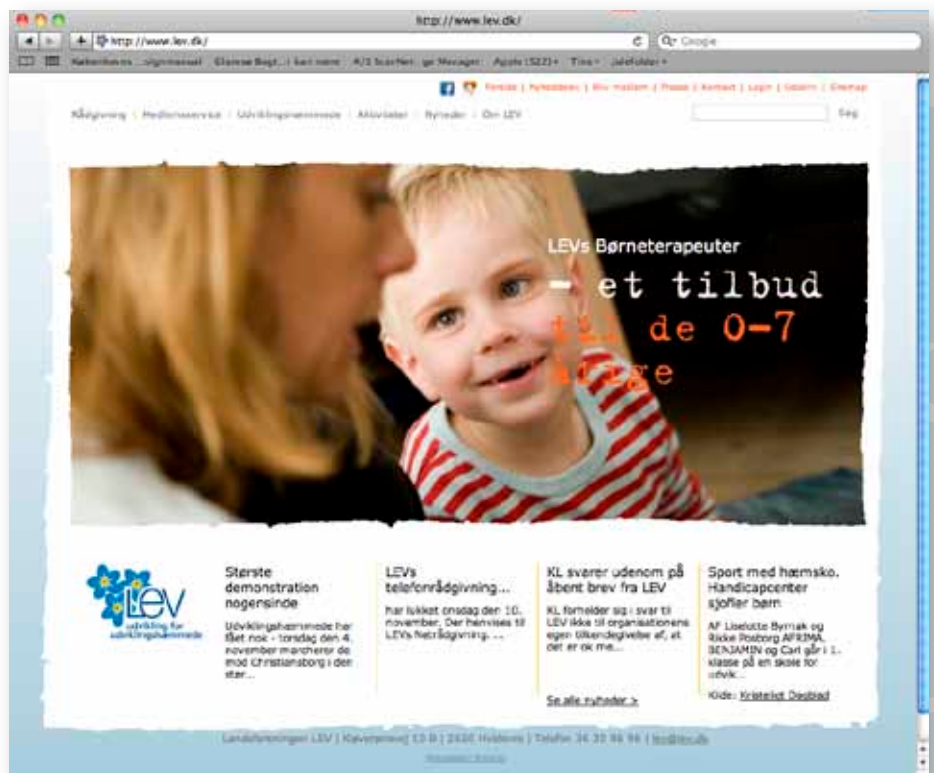 http://www.lev.dk/
http://www.lev.dk/
Google
Forside | Nyhedsbrev | Bliv medlem | Presse | Kontakt | Login | Sitemap
Rådgivning | Medlemsservice | Udviklingshæmmede | Aktiviteter | Nyheder | Om LEV
Søg
LEVs Børneterapeuter
– et tilbud
til de 0–7
årige
LEV
udvikling for
udviklingshæmmede
Største
demonstration
nogensinde
Udviklingshæmmede har
fået nok - torsdag den 4.
november marcherer de
mod Christiansborg i den
stør...
LEVs
telefonrådgivning...
har lukket onsdag den 10.
november. Der henvises til
LEVs Netrådgivning. ...
KL svarer udenom på
åbent brev fra LEV
KL forholder sig i svar til
LEV ikke til organisationens
egen tilkendegivelse af, at
det er ok me...
Se alle nyheder >
Sport med hæmsko.
Handicapcenter
sjofler børn
AF Liselotte Byrnak og
Rikke Posborg AFRIMA.
BENJAMIN og Carl går i 1.
klasse på en skole for
udvik...
Kilde: Kristeligt Dagblad
Landsforeningen LEV | 13 B | 2650 Hvidovre | Telefon 36 35 96 96 | lev@lev.dk